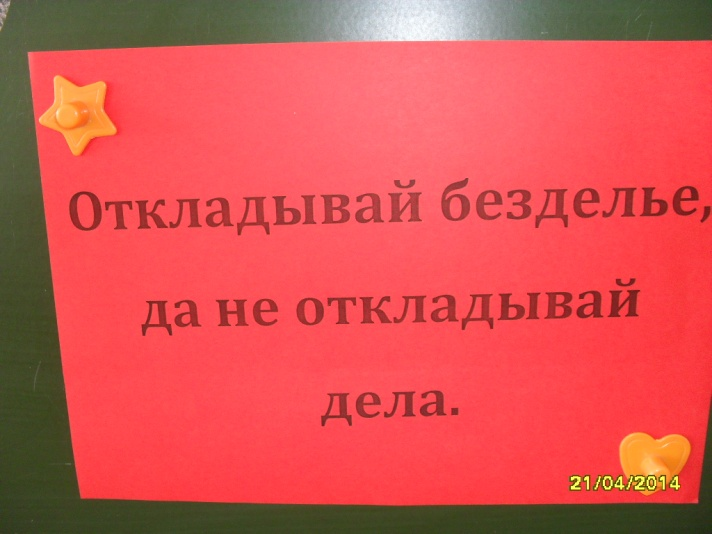 Откладывай безделье,
да не откладывай
дела.
21/04/2014